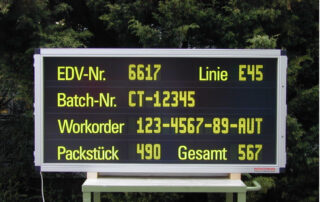 EDV-Nr. 6617 Linie E45
Batch-Nr. CT-12345
Workorder 123-4567-89-AUT
Packstück 490 Gesamt 567